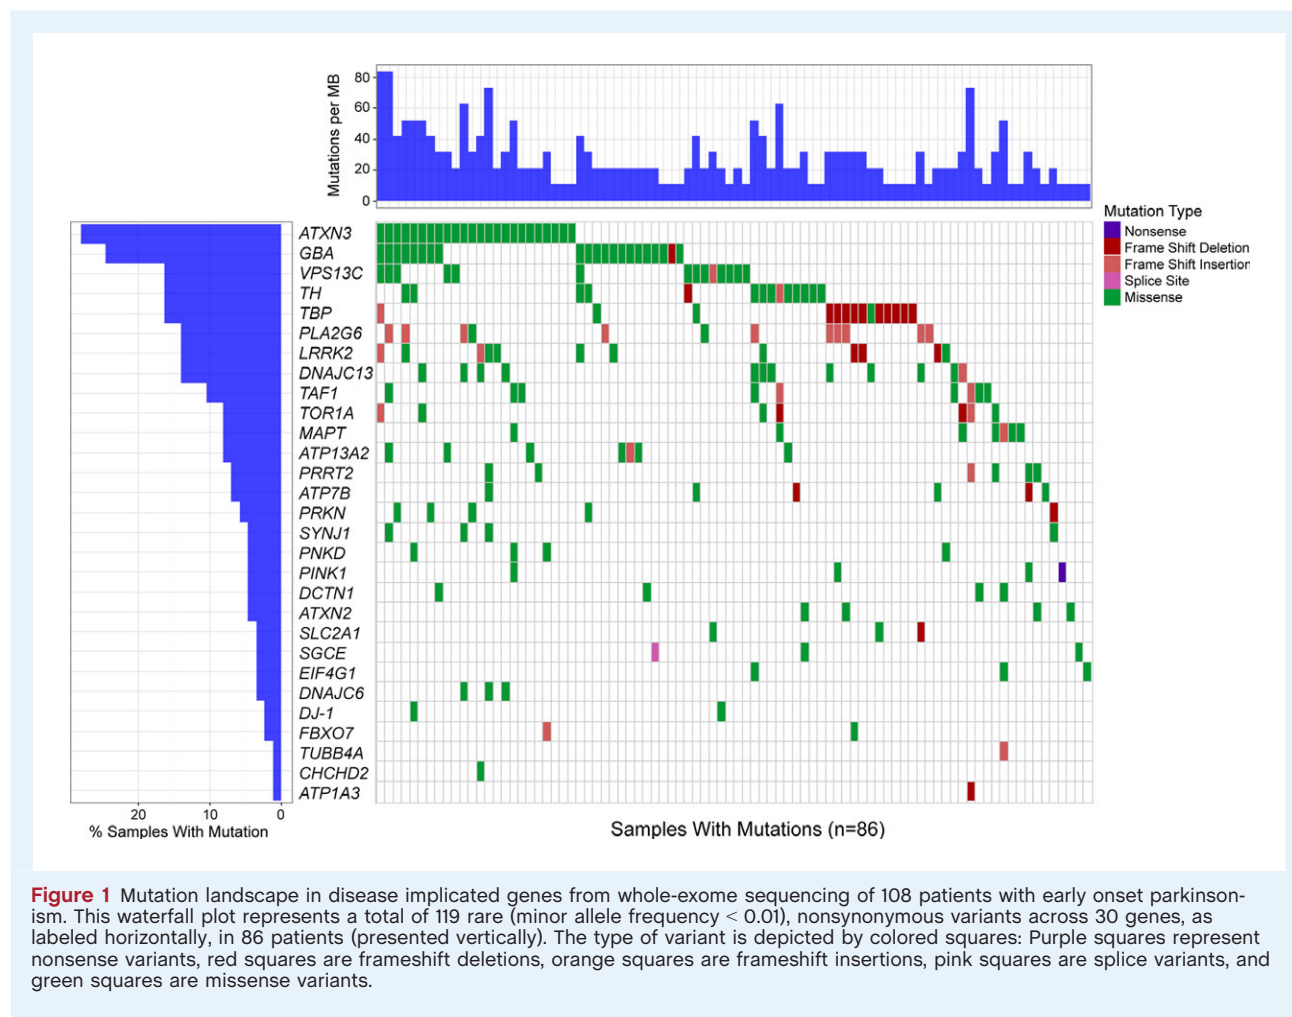 Mutations per MB
80
60
40
20
0
Mutation Type
Nonsense
Frame Shift Deletion
Frame Shift Insertion
Splice Site
Missense
ATXN3
GBA
VPS13C
TH
TBP
PLA2G6
LRRK2
DNAJC13
TAF1
TOR1A
MAPT
ATP13A2
PRRT2
ATP7B
PRKN
SYNJ1
PNKD
PINK1
DCTN1
ATXN2
SLC2A1
SGCE
EIF4G1
DNAJC6
DJ-1
FBXO7
TUBB4A
CHCHD2
ATP1A3
20 10 0
% Samples With Mutation
Samples With Mutations (n=86)
Figure 1 Mutation landscape in disease implicated genes from whole-exome sequencing of 108 patients with early onset parkinson-
ism. This waterfall plot represents a total of 119 rare (minor allele frequency < 0.01), nonsynonymous variants across 30 genes, as
labeled horizontally, in 86 patients (presented vertically). The type of variant is depicted by colored squares: Purple squares represent
nonsense variants, red squares are frameshift deletions, orange squares are frameshift insertions, pink squares are splice variants, and
green squares are missense variants.